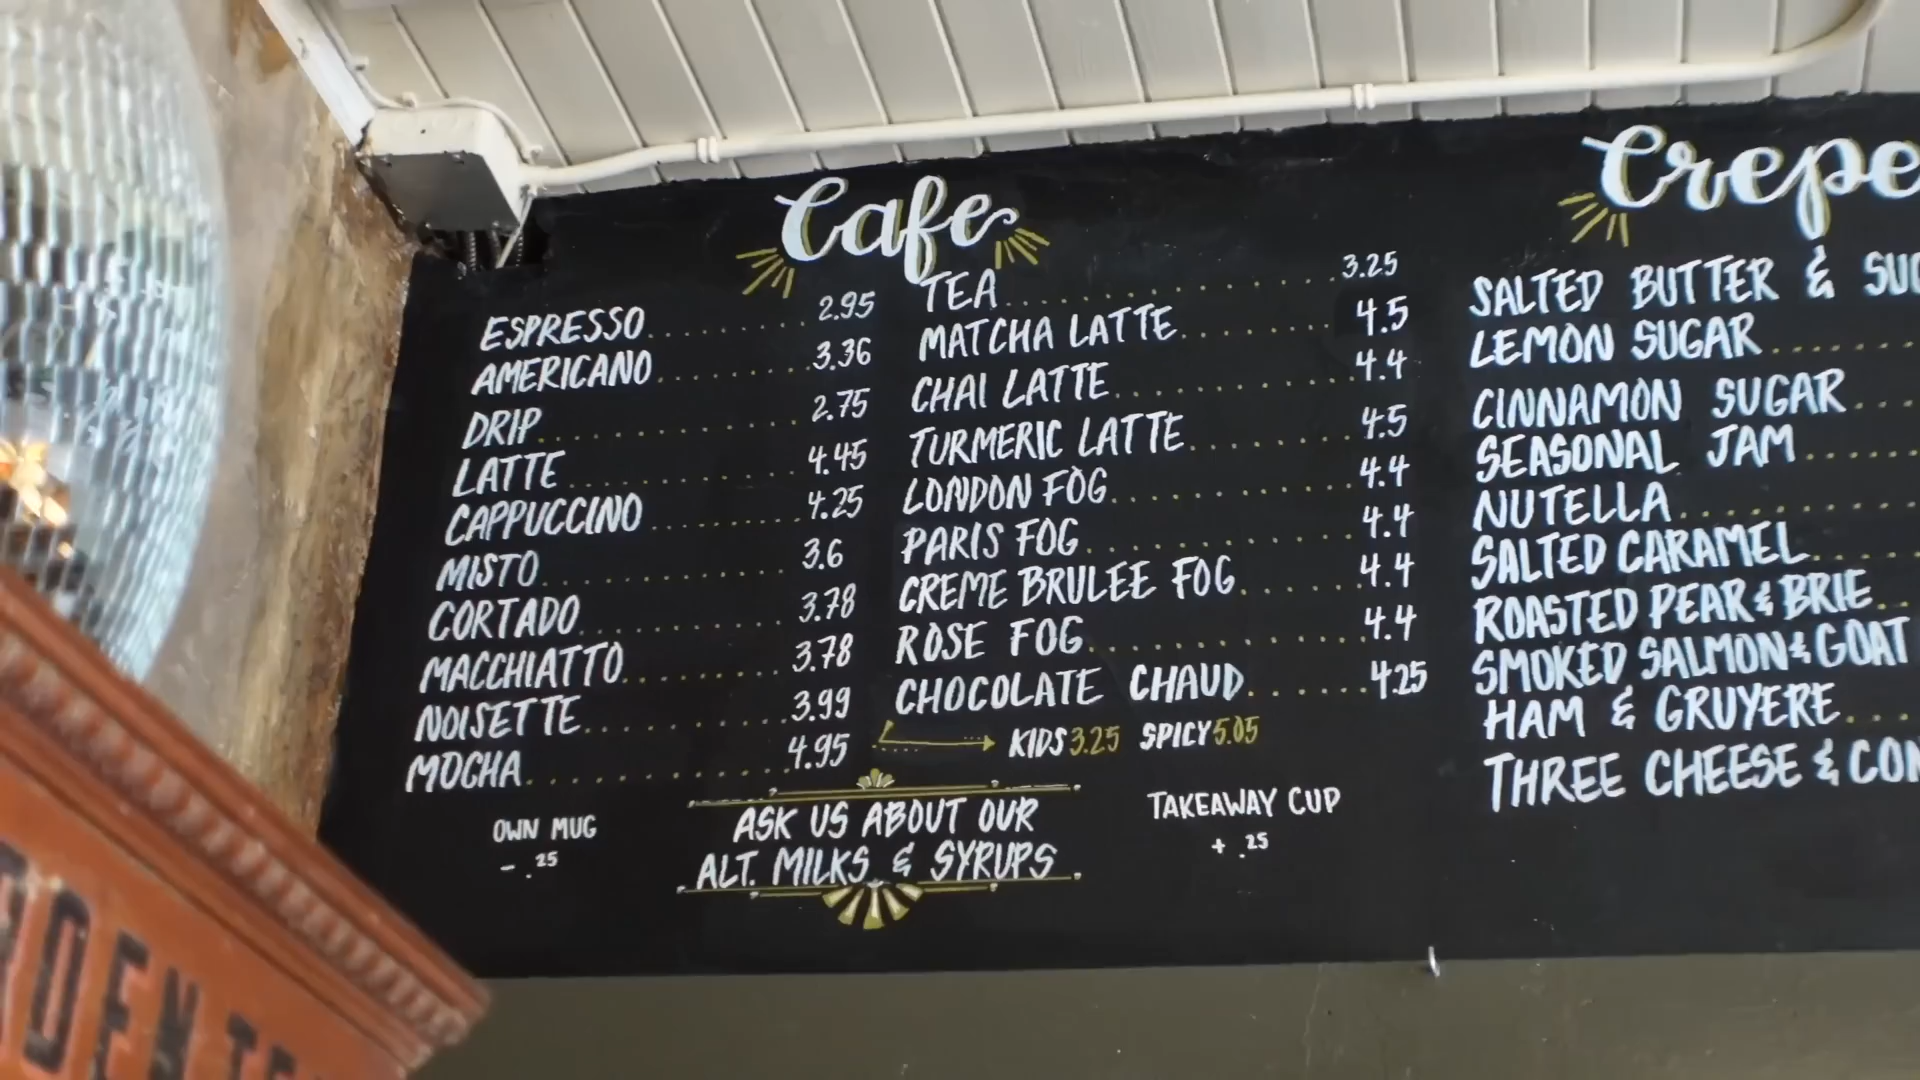 Cafe
ESPRESSO 2.95
AMERICANO 3.36
DRIP 2.75
LATTE 4.45
CAPPUCCINO 4.25
MISTO 3.6
CORTADO 3.78
MACCHIATTO 3.78
NOISETTE 3.99
MOCHA 4.95
TEA 3.25
MATCHA LATTE 4.5
CHAI LATTE 4.4
TURMERIC LATTE 4.5
LONDON FOG 4.4
PARIS FOG 4.4
CREME BRULEE FOG 4.4
ROSE FOG 4.4
CHOCOLATE CHAUD 4.25
KIDS 3.25 SPICY 5.05
OWN MUG
- .25
ASK US ABOUT OUR
ALT. MILKS & SYRUPS
TAKEAWAY CUP
+ .25
Crepe
SALTED BUTTER &
LEMON SUGAR
CINNAMON SUGAR
SEASONAL JAM
NUTELLA
SALTED CARAMEL
ROASTED PEAR & BRIE
SMOKED SALMON & GOAT
HAM & GRUYERE
THREE CHEESE &